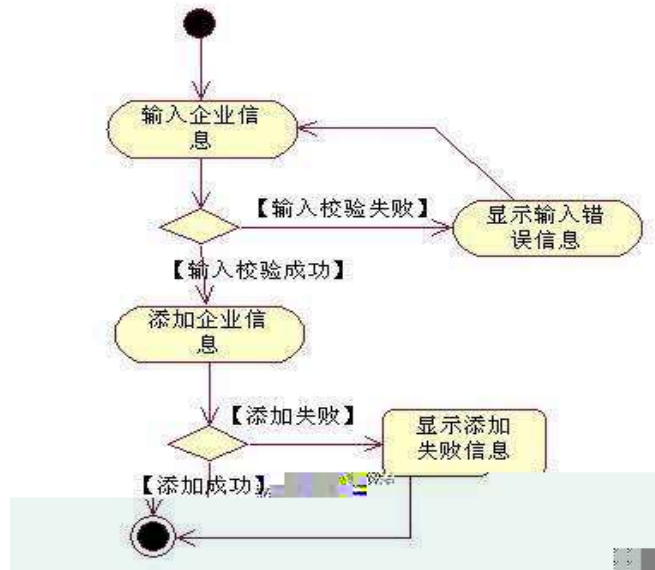 输入企业信
息
【输入校验失败】
显示输入错
误信息
【输入校验成功】
添加企业信
息
【添加失败】
显示添加
失败信息
【添加成功】